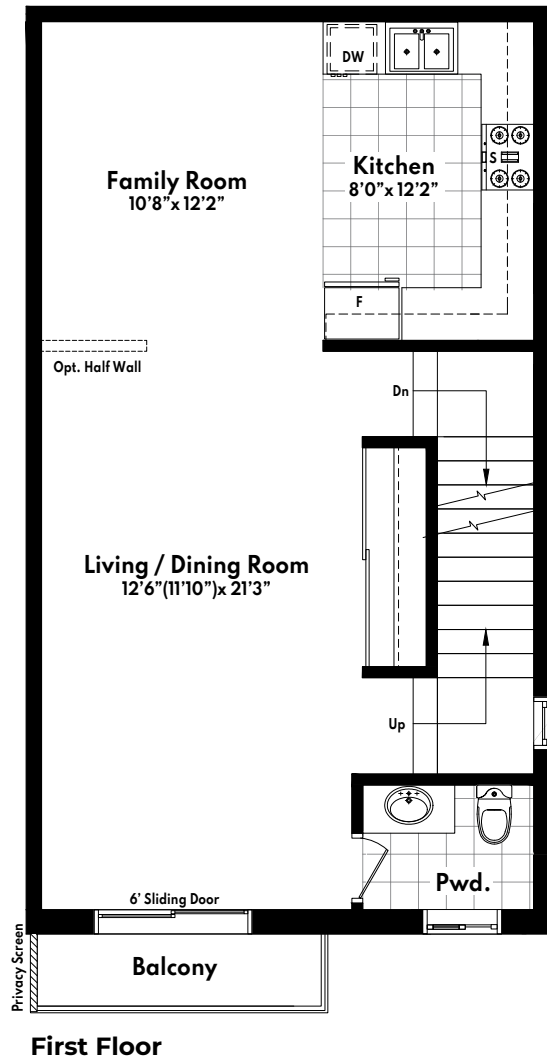 DW
Family Room
10'8"x 12'2"
Kitchen
8'0"x 12'2"
S
F
Opt. Half Wall
Dn
Living / Dining Room
12'6"(11'10")x 21'3"
Up
Pwd.
6' Sliding Door
Privacy Screen
Balcony
First Floor